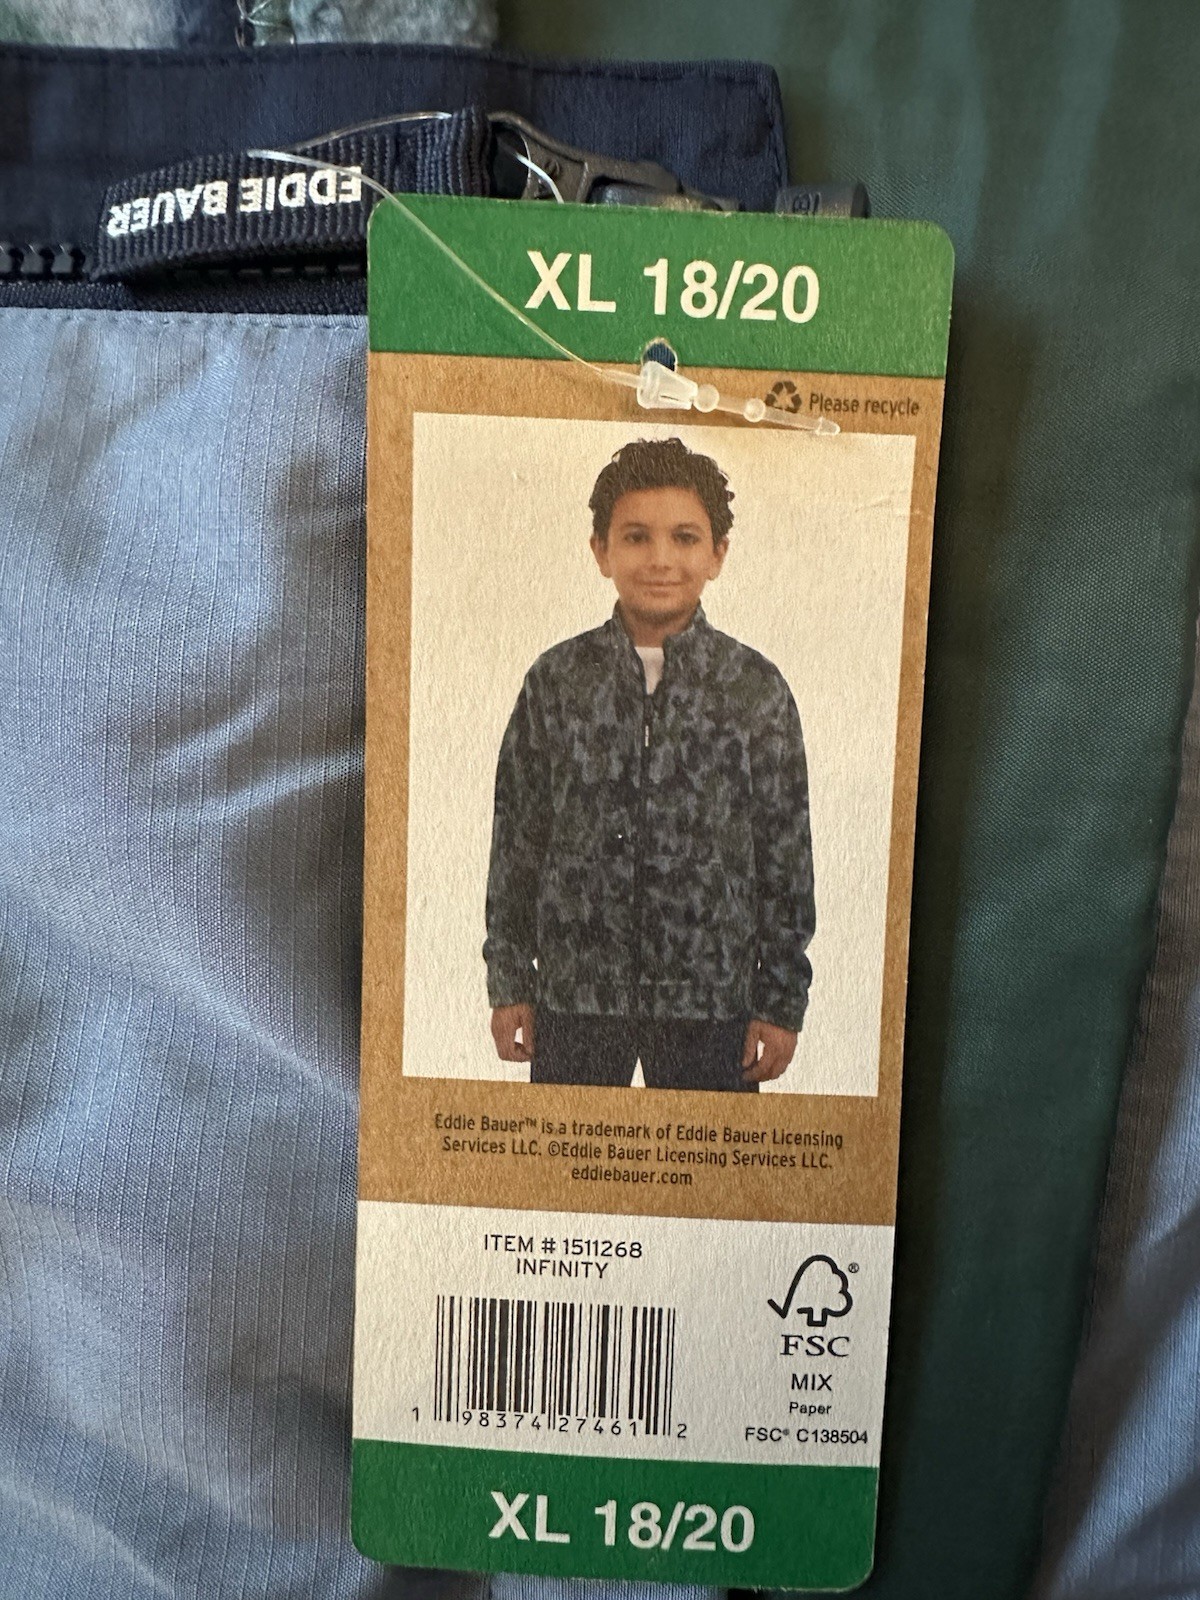 EDDIE BAUER
XL 18/20
Please recycle
Eddie Bauer™ is a trademark of Eddie Bauer Licensing
Services LLC. ©Eddie Bauer Licensing Services LLC.
eddiebauer.com
ITEM # 1511268
INFINITY
1 98374 27461 2
®
FSC
MIX
Paper
FSC® C138504
XL 18/20